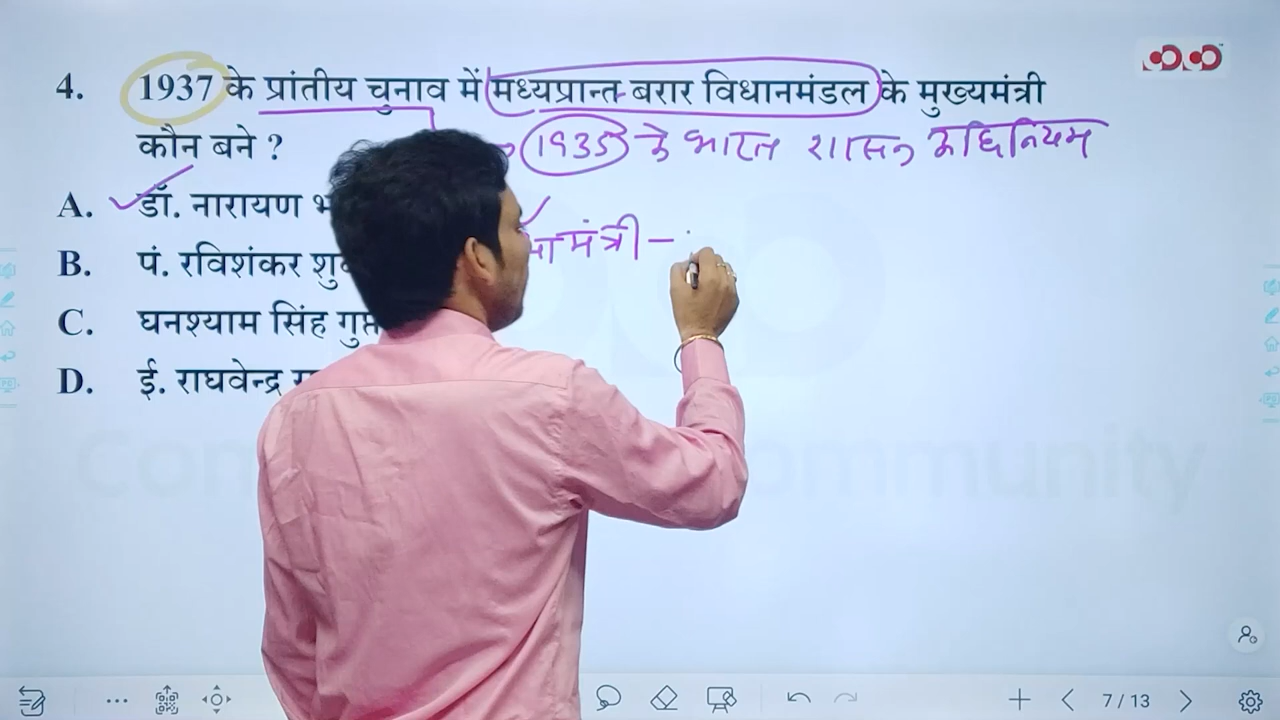 4. 1937 के प्रांतीय चुनाव में मध्यप्रान्त-बरार विधानमंडल के मुख्यमंत्री
कौन बने ?
1935 के भारत शासन अधिनियम
A. डॉ. नारायण
B. पं. रविशंकर
C. घनश्याम सिंह
D. ई. राघवेन्द्र
7/13